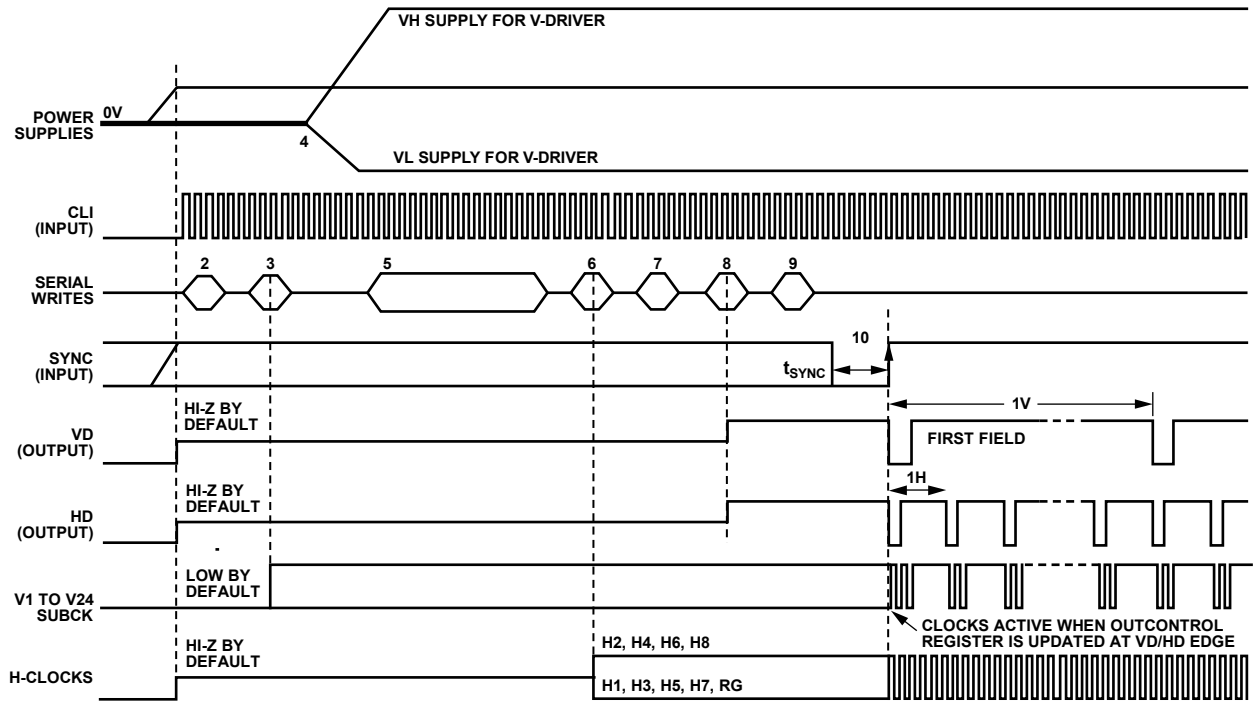 VH SUPPLY FOR V-DRIVER
POWER
SUPPLIES
0V
4
VL SUPPLY FOR V-DRIVER
CLI
(INPUT)
SERIAL
WRITES
2
3
5
6
7
8
9
SYNC
(INPUT)
10
tSYNC
VD
(OUTPUT)
HI-Z BY
DEFAULT
1V
FIRST FIELD
HD
(OUTPUT)
HI-Z BY
DEFAULT
1H
V1 TO V24
SUBCK
LOW BY
DEFAULT
CLOCKS ACTIVE WHEN OUTCONTROL
REGISTER IS UPDATED AT VD/HD EDGE
H-CLOCKS
HI-Z BY
DEFAULT
H2, H4, H6, H8
H1, H3, H5, H7, RG